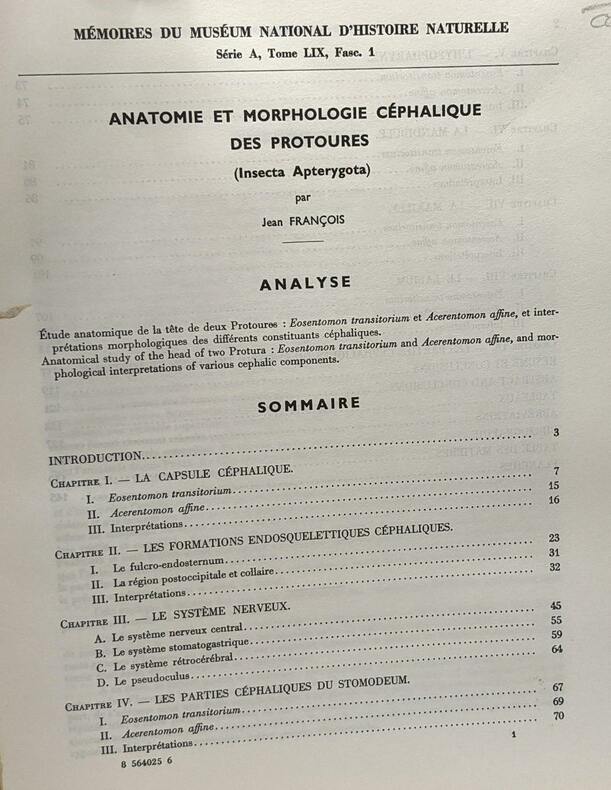 MÉMOIRES DU MUSÉUM NATIONAL D'HISTOIRE NATURELLE
Série A, Tome LIX, Fasc. 1
ANATOMIE ET MORPHOLOGIE CÉPHALIQUE
DES PROTOURES
(Insecta Apterygota)
par
Jean FRANÇOIS
ANALYSE
Étude anatomique de la tête de deux Protoures : Eosentomon transitorium et Acerentomon affine, et inter-
prétations morphologiques des différents constituants céphaliques.
Anatomical study of the head of two Protura : Eosentomon transitorium and Acerentomon affine, and mor-
phological interpretations of various cephalic components.
SOMMAIRE
INTRODUCTION........ 3
CHAPITRE I. — LA CAPSULE CÉPHALIQUE.
I. Eosentomon transitorium........ 7
II. Acerentomon affine........ 15
III. Interprétations........ 16
CHAPITRE II. — LES FORMATIONS ENDOSQUELETTIQUES CÉPHALIQUES.
I. Le fulcro-endosternum........ 23
II. La région postoccipitale et collaire........ 31
III. Interprétations........ 32
CHAPITRE III. — LE SYSTÈME NERVEUX.
A. Le système nerveux central........ 45
B. Le système stomatogastrique........ 55
C. Le système rétrocérébral........ 59
D. Le pseudoculus........ 64
CHAPITRE IV. — LES PARTIES CÉPHALIQUES DU STOMODEUM.
I. Eosentomon transitorium........ 67
II. Acerentomon affine........ 69
III. Interprétations........ 70
8 564025 6
1